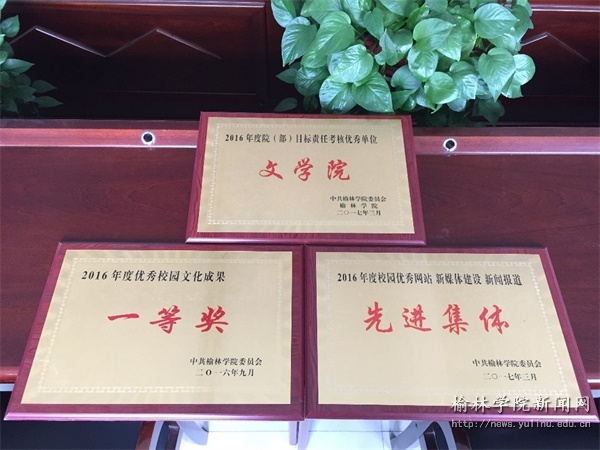 2016年度院（部）目标责任考核优秀单位
文学院
中共榆林学院委员会
榆林学院
二〇一七年三月
2016年度优秀校园文化成果
一等奖
中共榆林学院委员会
二〇一六年九月
2016年度校园优秀网站 新媒体建设 新闻报道
先进集体
中共榆林学院委员会
二〇一七年三月
榆林学院新闻网
http://news.yulinu.edu.cn